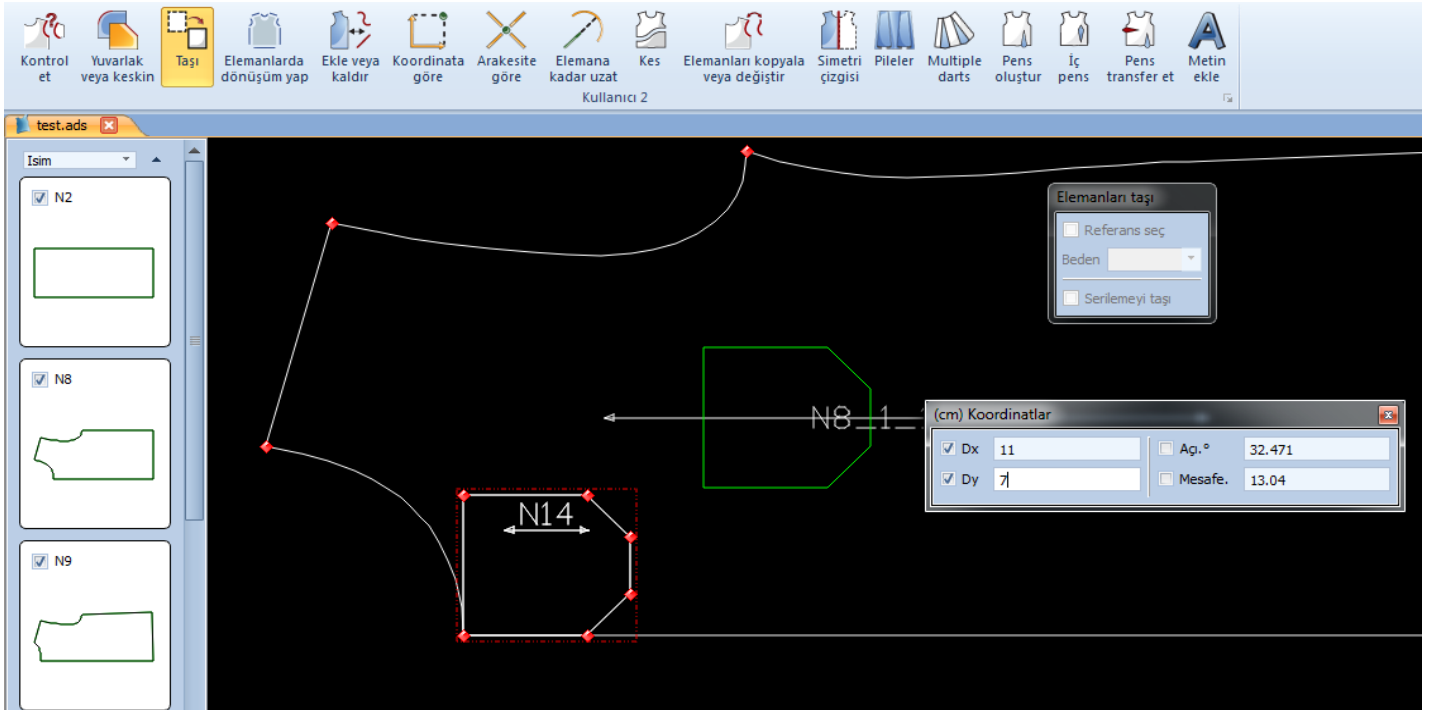 Kontrol
et
Yuvarlak
veya keskin
Taşı
Elemanlarda
dönüşüm yap
Ekle veya
kaldır
Koordinata
göre
Arakesite
göre
Elemana
kadar uzat
Kes
Elemanları kopyala
veya değiştir
Simetri
çizgisi
Pileler
Multiple
darts
Pens
oluştur
İç
pens
Pens
transfer et
Metin
ekle
Kullanıcı 2
test.ads
Isim
N2
N8
N9
Elemanları taşı
Referans seç
Beden
Serilemeyi taşı
N8_1_
N14
(cm) Koordinatlar
Dx 11 Açı.° 32.471
Dy 7 Mesafe. 13.04